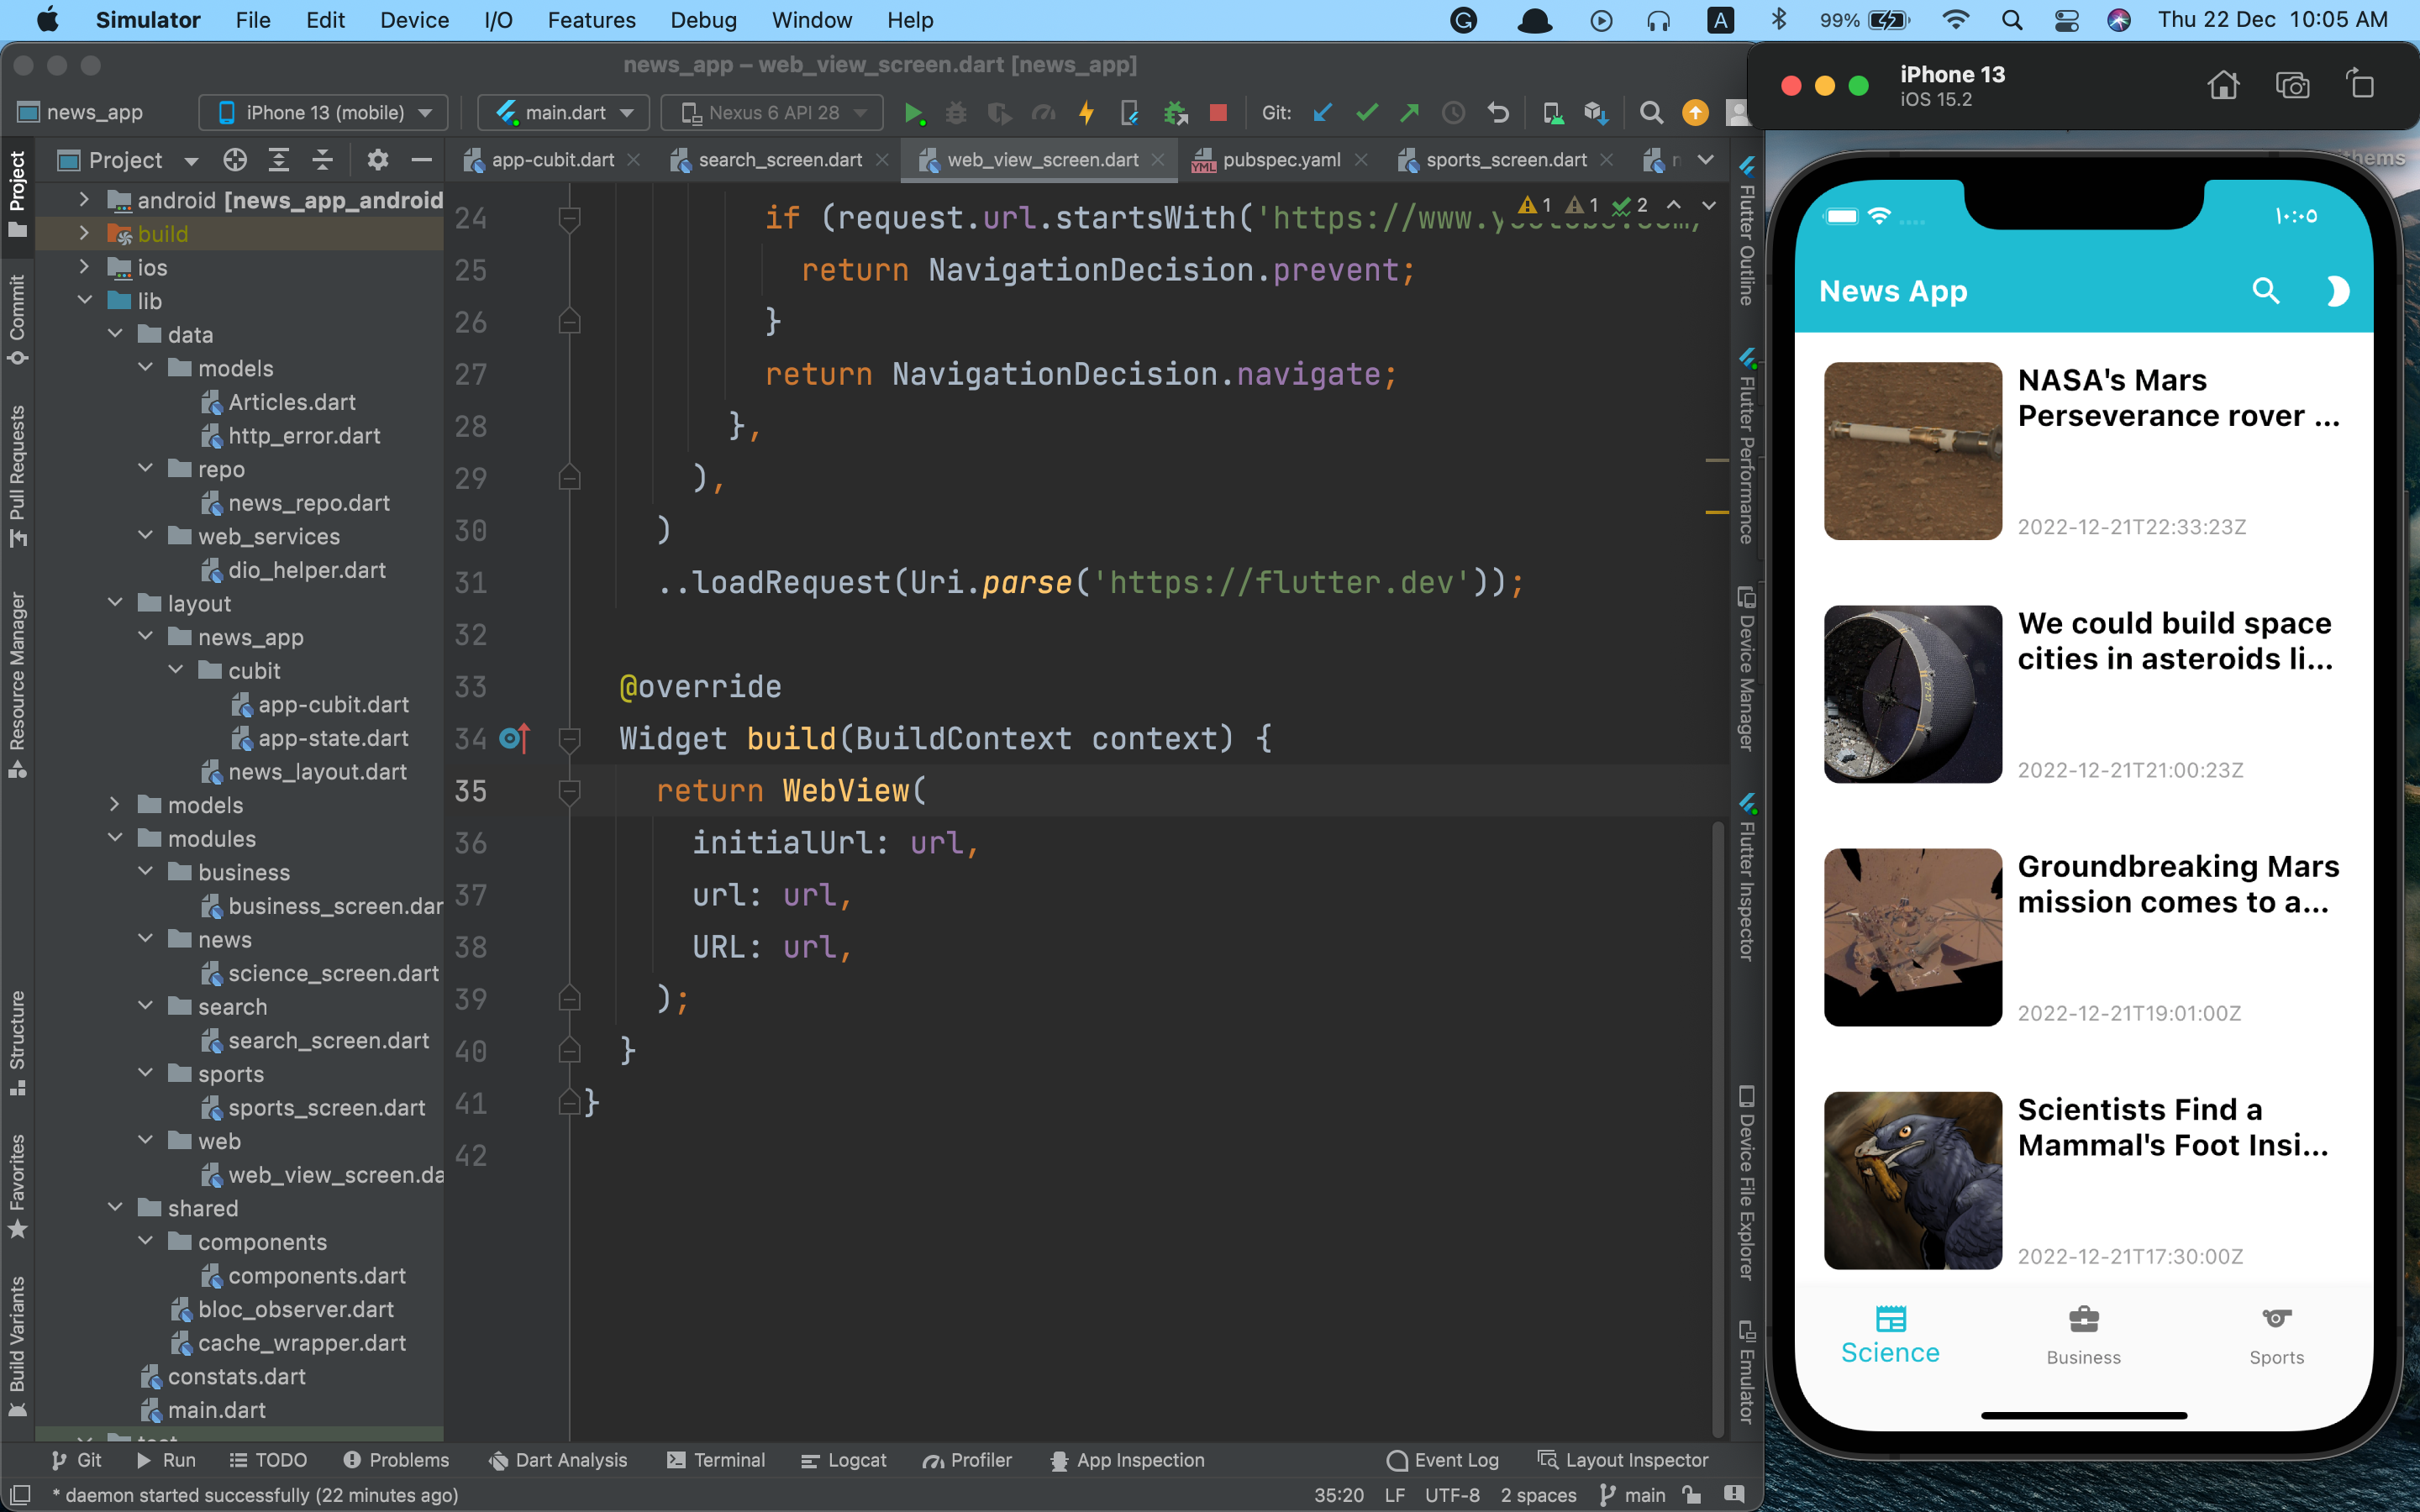 Simulator File Edit Device I/O Features Debug Window Help
A 99% Thu 22 Dec 10:05 AM
news_app – web_view_screen.dart [news_app]
news_app iPhone 13 (mobile) main.dart Nexus 6 API 28 Git:
Project
app-cubit.dart search_screen.dart web_view_screen.dart pubspec.yaml sports_screen.dart
Project
Commit
Pull Requests
Resource Manager
Structure
Favorites
Build Variants
android [news_app_android
build
ios
lib
data
models
Articles.dart
http_error.dart
repo
news_repo.dart
web_services
dio_helper.dart
layout
news_app
cubit
app-cubit.dart
app-state.dart
news_layout.dart
models
modules
business
business_screen.dar
news
science_screen.dart
search
search_screen.dart
sports
sports_screen.dart
web
web_view_screen.da
shared
components
components.dart
bloc_observer.dart
cache_wrapper.dart
constats.dart
main.dart
1 1 2
24 if (request.url.startsWith('https://www.
25 return NavigationDecision.prevent;
26 }
27 return NavigationDecision.navigate;
28 },
29 ),
30 )
31 ..loadRequest(Uri.parse('https://flutter.dev'));
32
33 @override
34 Widget build(BuildContext context) {
35 return WebView(
36 initialUrl: url,
37 url: url,
38 URL: url,
39 );
40 }
41 }
42
Flutter Outline
Flutter Performance
Device Manager
Flutter Inspector
Device File Explorer
Emulator
Git Run TODO Problems Dart Analysis Terminal Logcat Profiler App Inspection Event Log Layout Inspector
* daemon started successfully (22 minutes ago) 35:20 LF UTF-8 2 spaces main
iPhone 13
iOS 15.2
١٠:٠٥
News App
NASA's Mars
Perseverance rover ...
2022-12-21T22:33:23Z
We could build space
cities in asteroids li...
2022-12-21T21:00:23Z
Groundbreaking Mars
mission comes to a...
2022-12-21T19:01:00Z
Scientists Find a
Mammal's Foot Insi...
2022-12-21T17:30:00Z
Science Business Sports